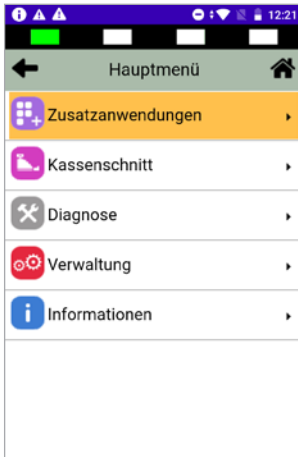 12:21
Hauptmenü
Zusatzanwendungen
Kassenschnitt
Diagnose
Verwaltung
Informationen